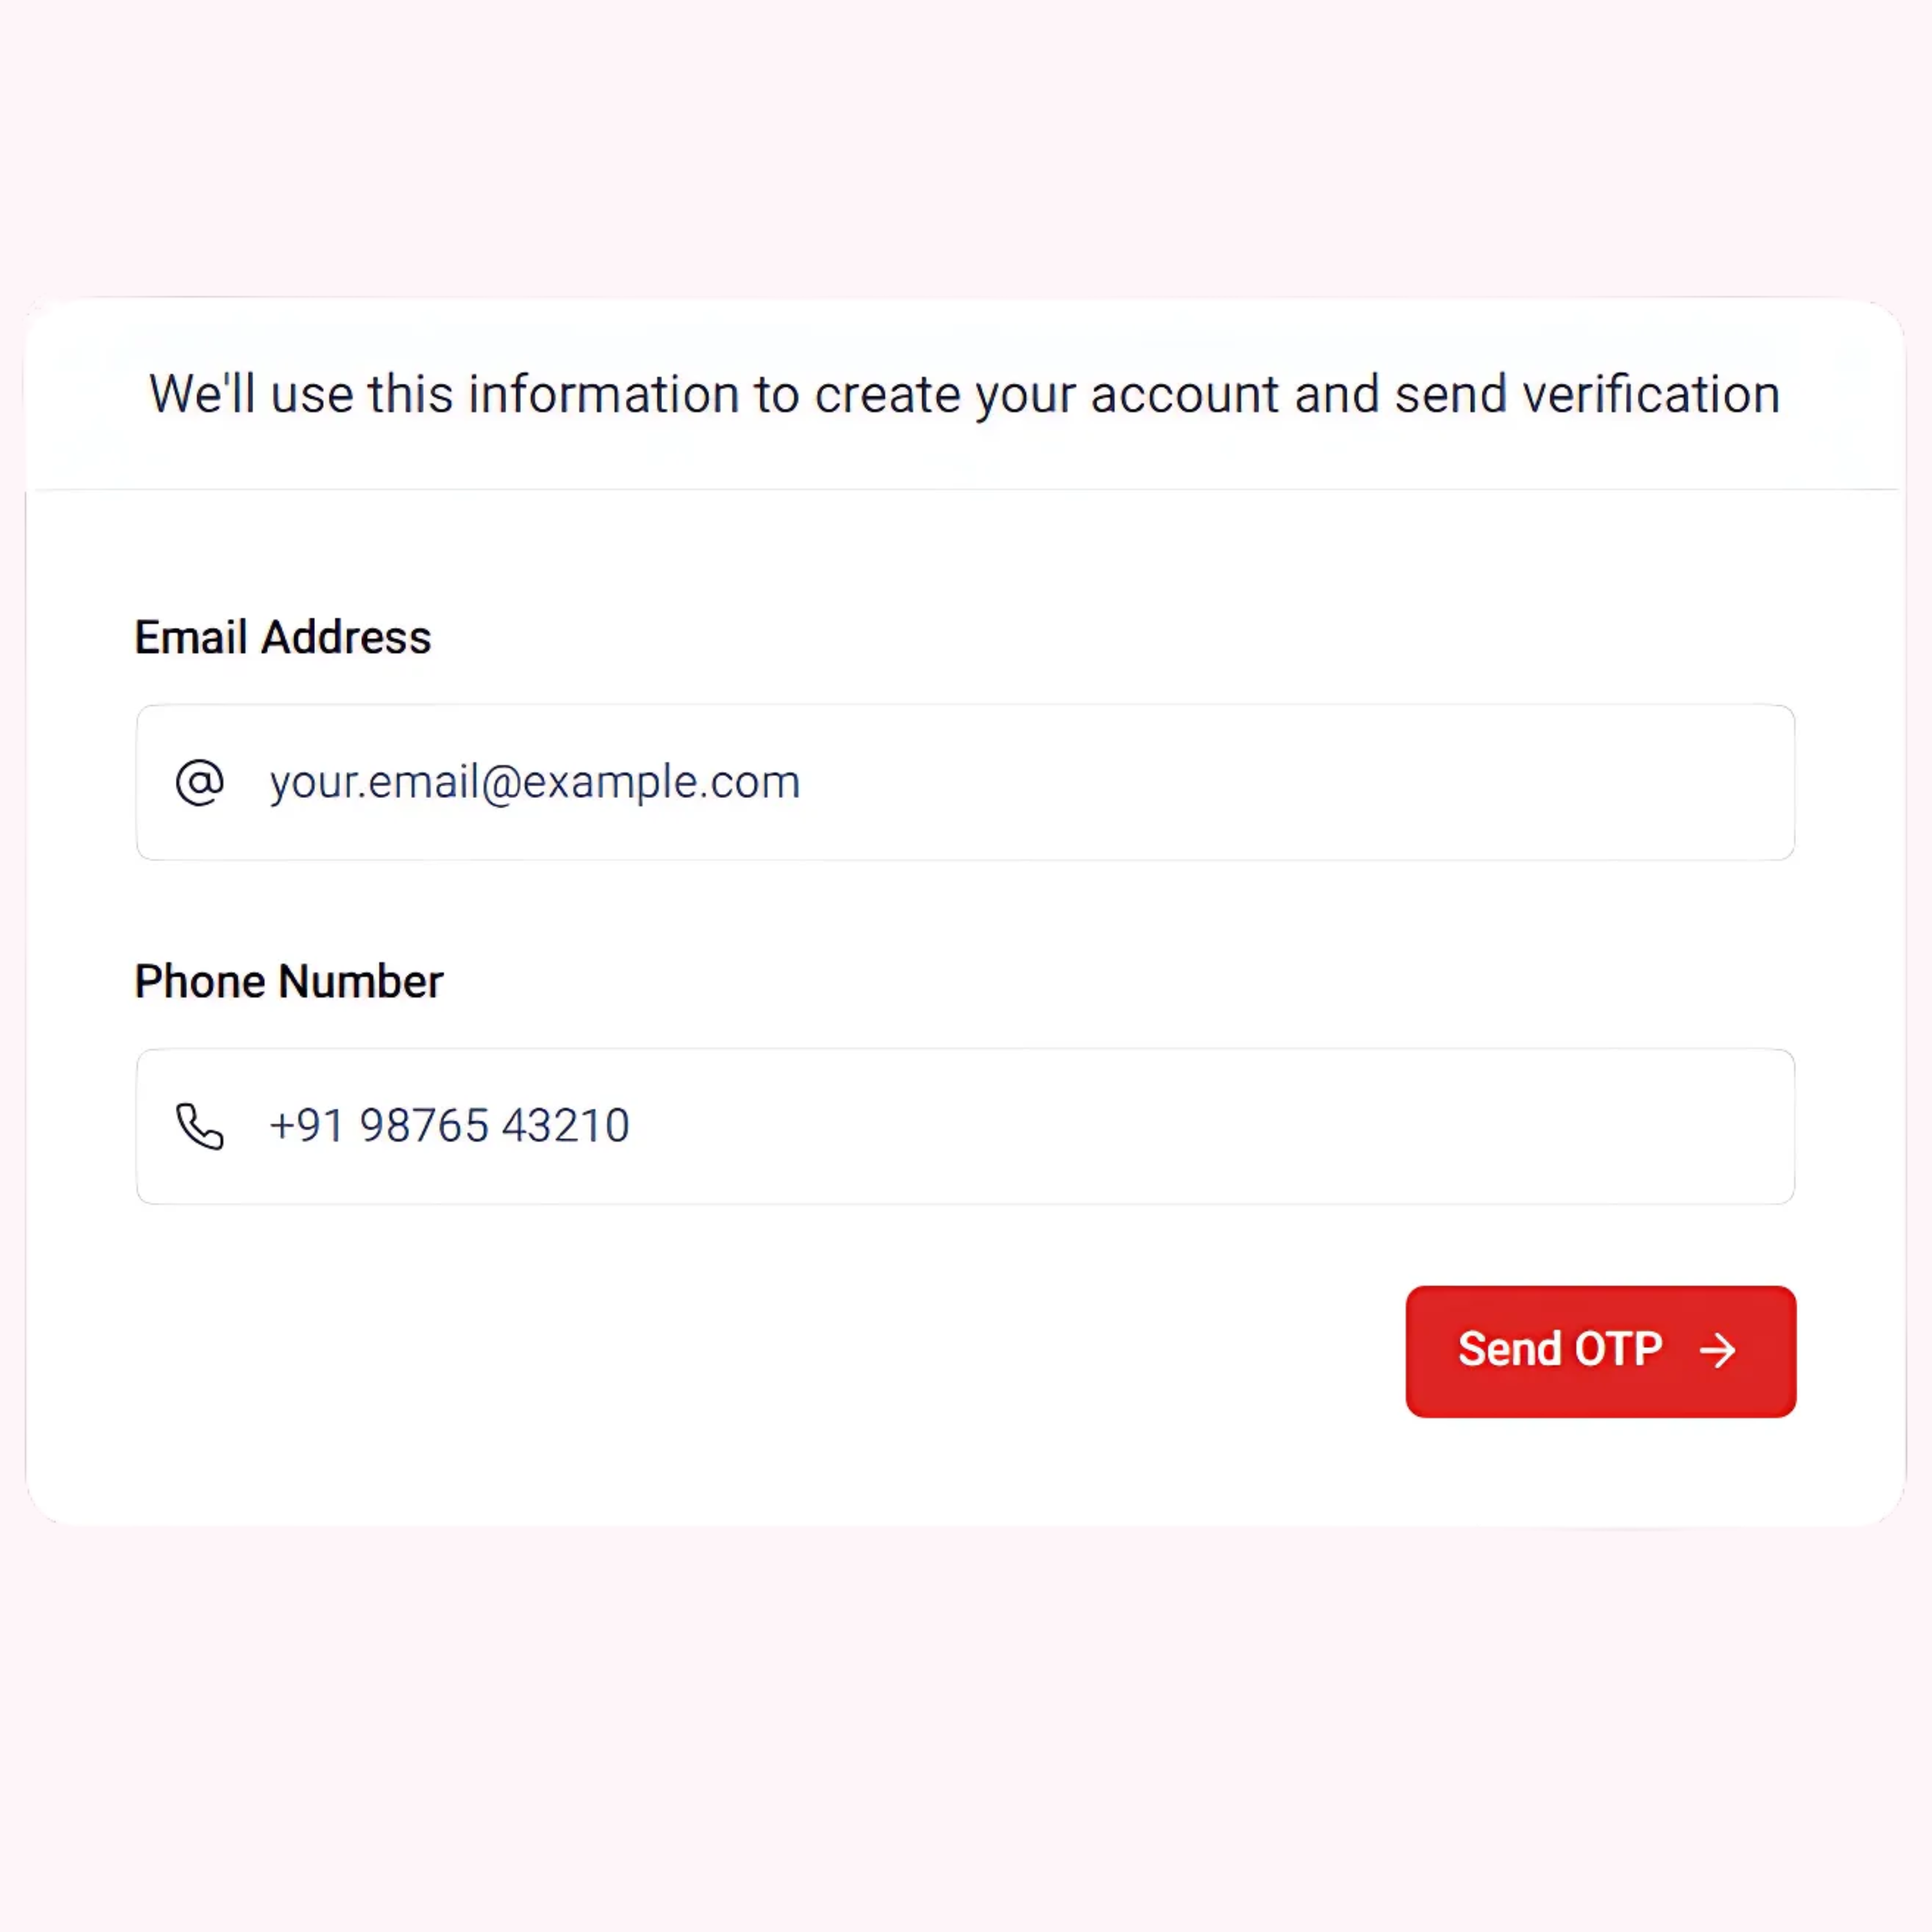 We'll use this information to create your account and send verification
Email Address
your.email@example.com
Phone Number
+91 98765 43210
Send OTP →